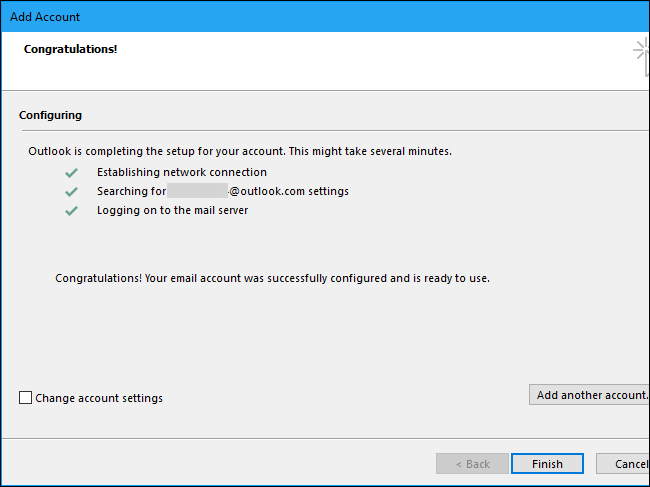 Add Account
Congratulations!
Configuring
Outlook is completing the setup for your account. This might take several minutes.
Establishing network connection
Searching for @outlook.com settings
Logging on to the mail server
Congratulations! Your email account was successfully configured and is ready to use.
Change account settings
Add another account.
< Back
Finish
Cancel